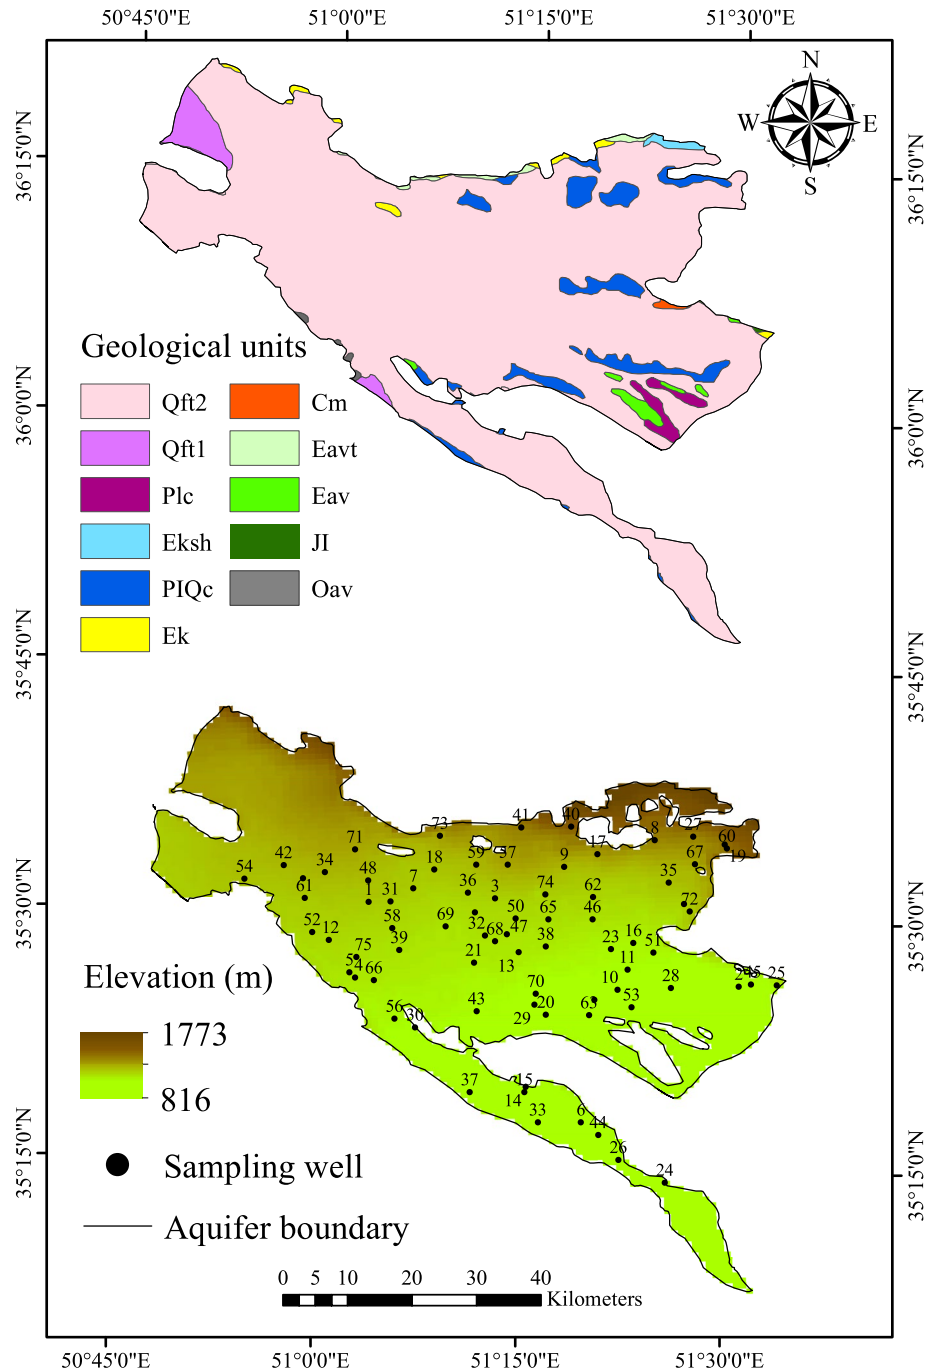 50°45'0"E 51°0'0"E 51°15'0"E 51°30'0"E
N
W E
S
36°15'0"N 36°15'0"N
Geological units
Qft2 Cm
Qft1 Eavt
Plc Eav
Eksh JI
PIQc Oav
Ek
36°0'0"N 36°0'0"N
35°45'0"N 35°45'0"N
41 40
73 8 27 60
71 17 19
42 34 18 59 57 9 67
54 48 35
61 1 31 7 36 3 74 62 72
52 12 58 69 32 50 65 46
75 39 68 47 38 23 16 51
54 66 21 13 11
10 28 2 45 25
56 30 43 70 29 20 63 53
37 15
14 33 6
44
26
24
35°30'0"N 35°30'0"N
Elevation (m)
1773
816
Sampling well
Aquifer boundary
35°15'0"N 35°15'0"N
0 5 10 20 30 40
Kilometers
50°45'0"E 51°0'0"E 51°15'0"E 51°30'0"E